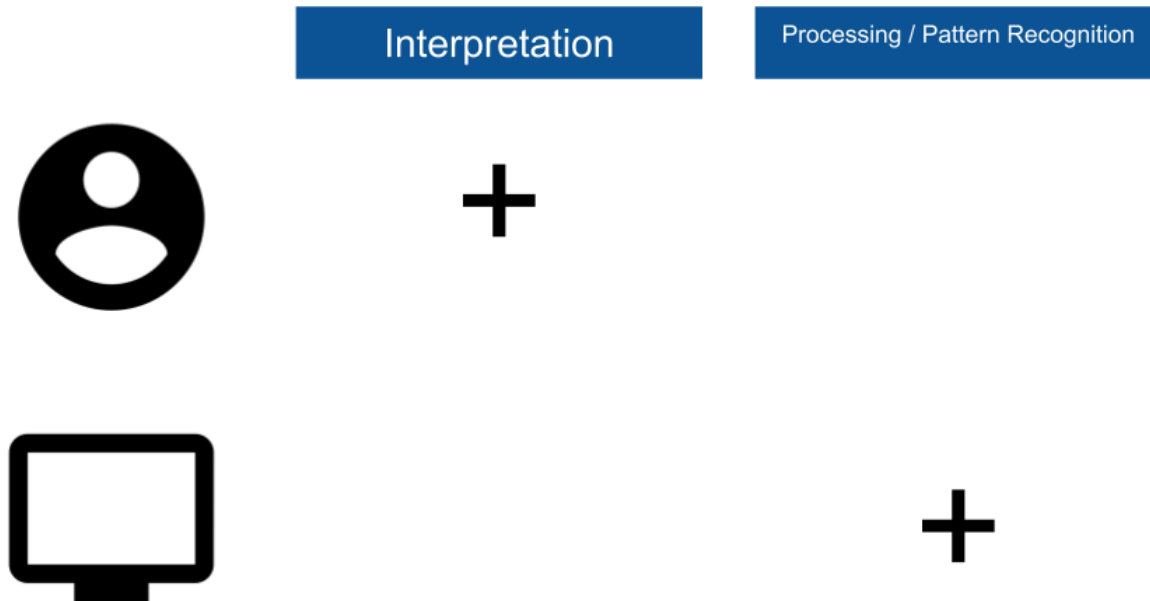 Interpretation
Processing / Pattern Recognition
+
+